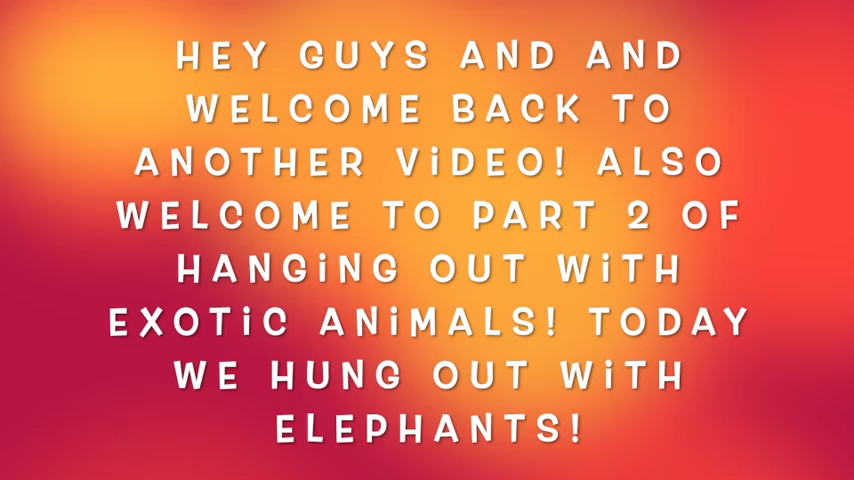 HEY GUYS AND AND
WELCOME BACK TO
ANOTHER ViDEO! ALSO
WELCOME TO PART 2 OF
HANGiNG OUT WiTH
EXOTiC ANiMALS! TODAY
WE HUNG OUT WiTH
ELEPHANTS!